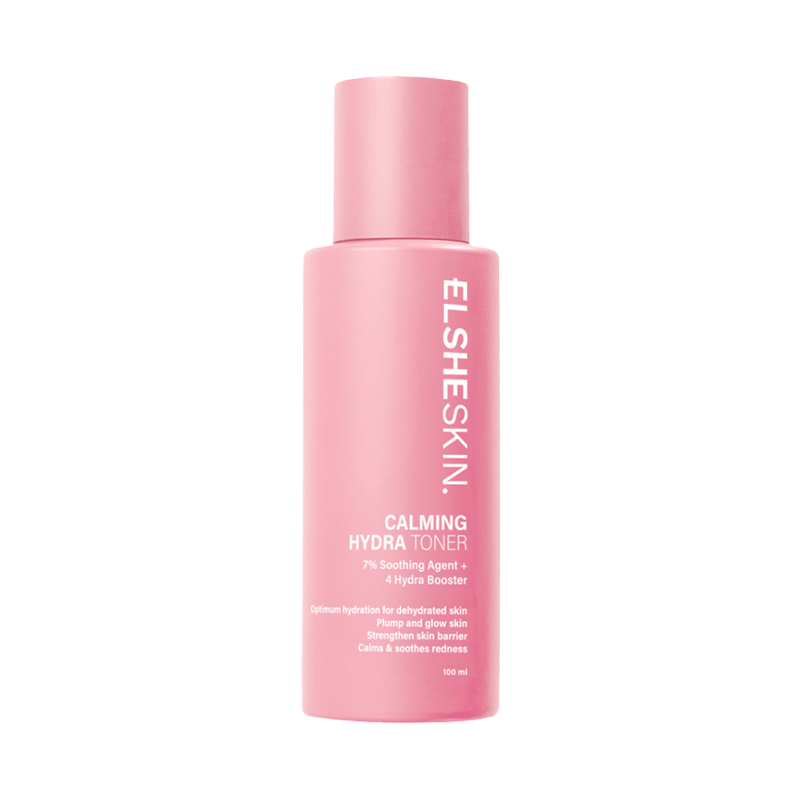 ELSHESKIN.
CALMING
HYDRA TONER
7% Soothing Agent +
4 Hydra Booster
Optimum hydration for dehydrated skin
Plump and glow skin
Strengthen skin barrier
Calms & soothes redness
100 ml